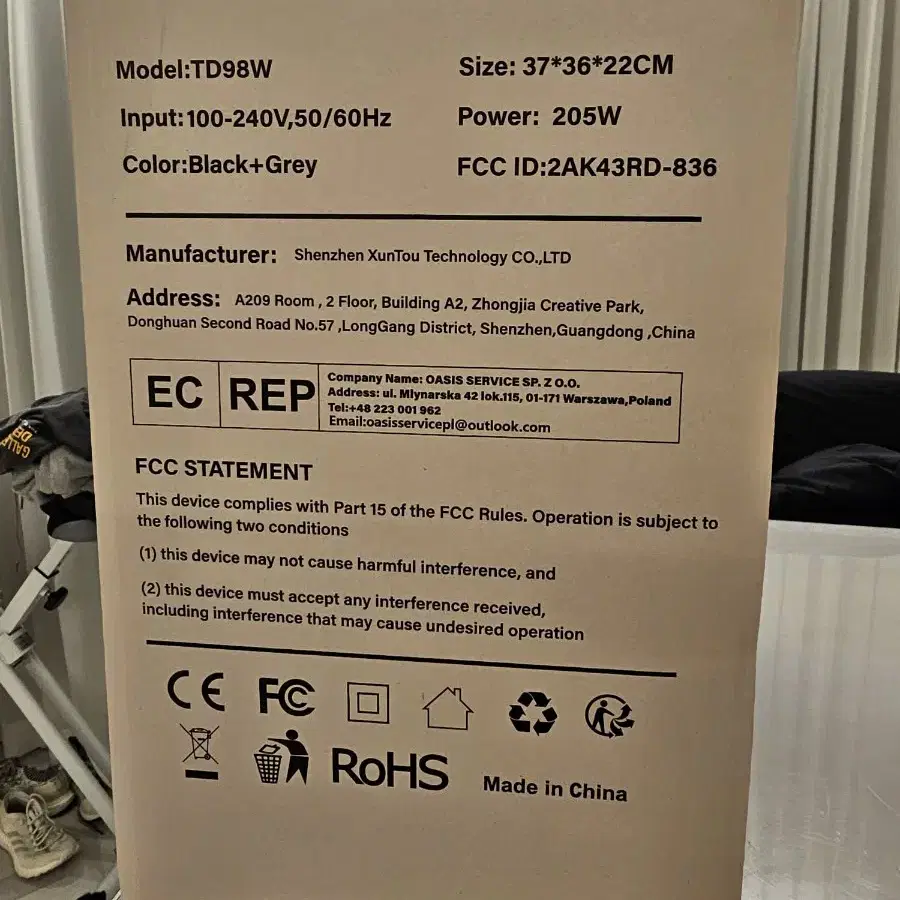 Model:TD98W
Size: 37*36*22CM
Input:100-240V,50/60Hz
Power: 205W
Color:Black+Grey
FCC ID:2AK43RD-836
Manufacturer: Shenzhen XunTou Technology CO.,LTD
Address: A209 Room , 2 Floor, Building A2, Zhongjia Creative Park,
Donghuan Second Road No.57 ,LongGang District, Shenzhen,Guangdong ,China
EC REP
Company Name: OASIS SERVICE SP. Z O.O.
Address: ul. Mlynarska 42 lok.115, 01-171 Warszawa,Poland
Tel:+48 223 001 962
Email:oasisservicepl@outlook.com
FCC STATEMENT
This device complies with Part 15 of the FCC Rules. Operation is subject to
the following two conditions
(1) this device may not cause harmful interference, and
(2) this device must accept any interference received,
including interference that may cause undesired operation
CE FC
RoHS Made in China